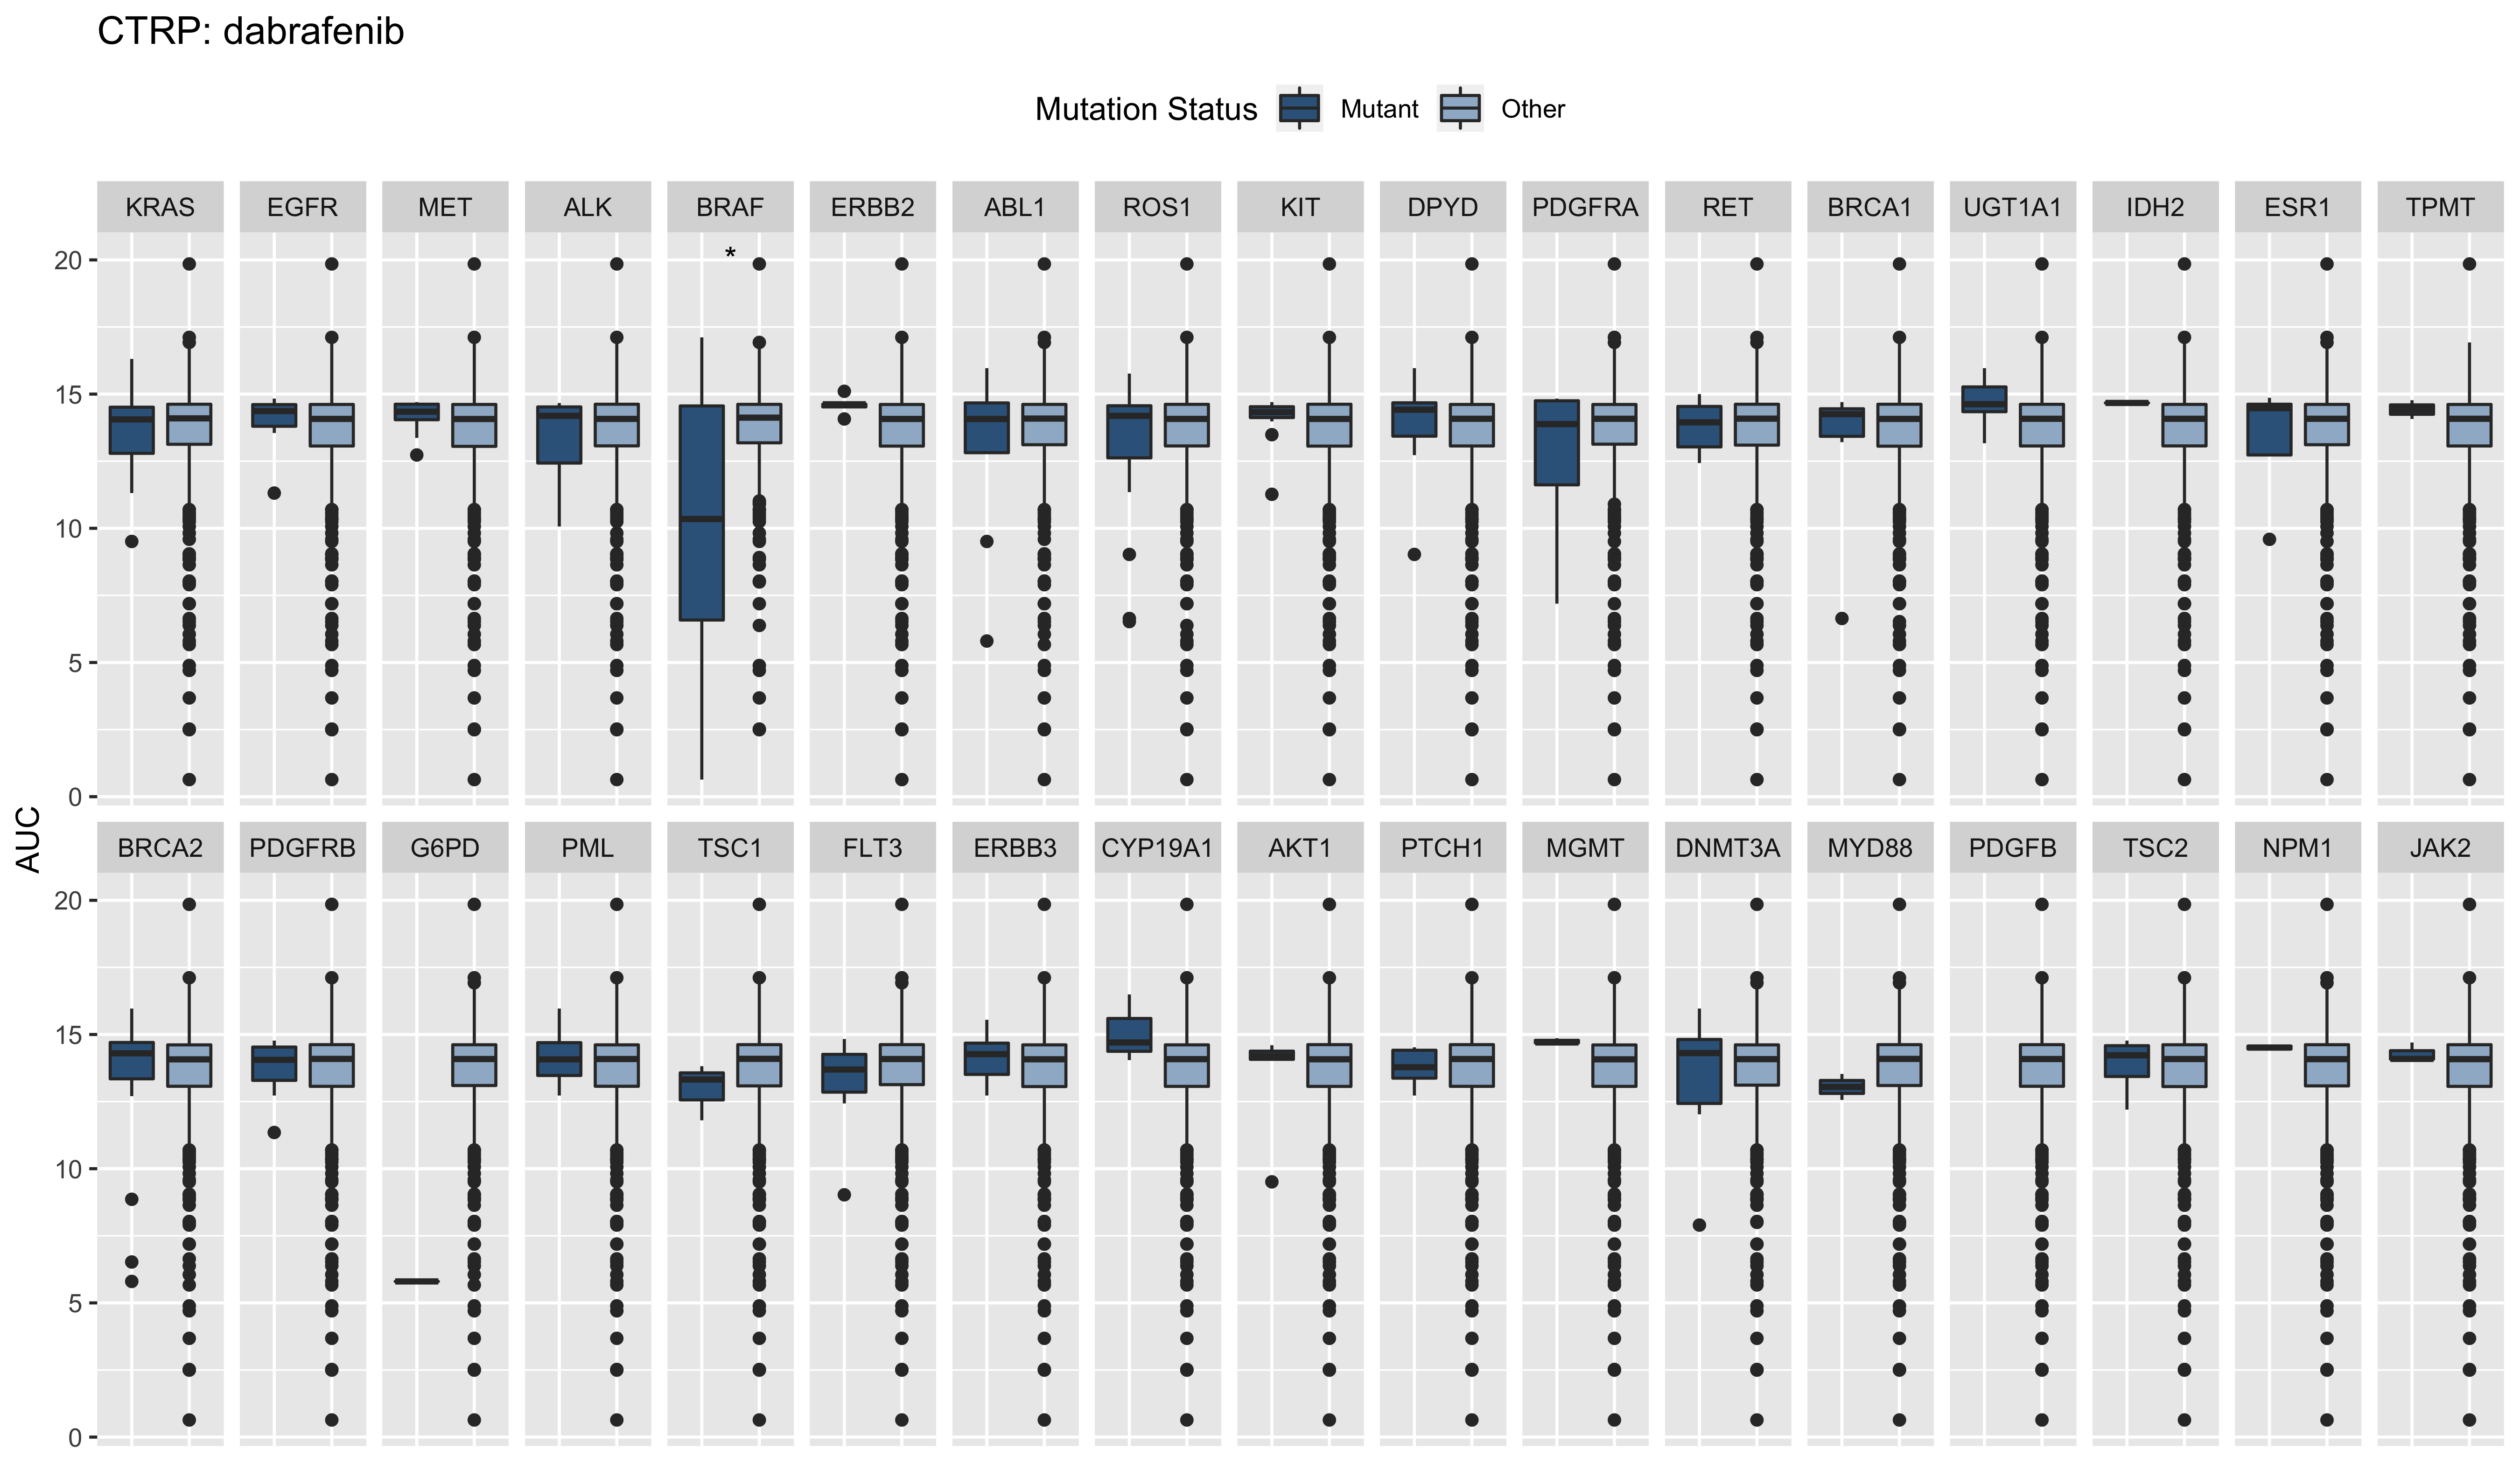 CTRP: dabrafenib
Mutation Status Mutant Other
KRAS EGFR MET ALK BRAF ERBB2 ABL1 ROS1 KIT DPYD PDGFRA RET BRCA1 UGT1A1 IDH2 ESR1 TPMT
*
20
15
10
5
0
AUC
BRCA2 PDGFRB G6PD PML TSC1 FLT3 ERBB3 CYP19A1 AKT1 PTCH1 MGMT DNMT3A MYD88 PDGFB TSC2 NPM1 JAK2
20
15
10
5
0